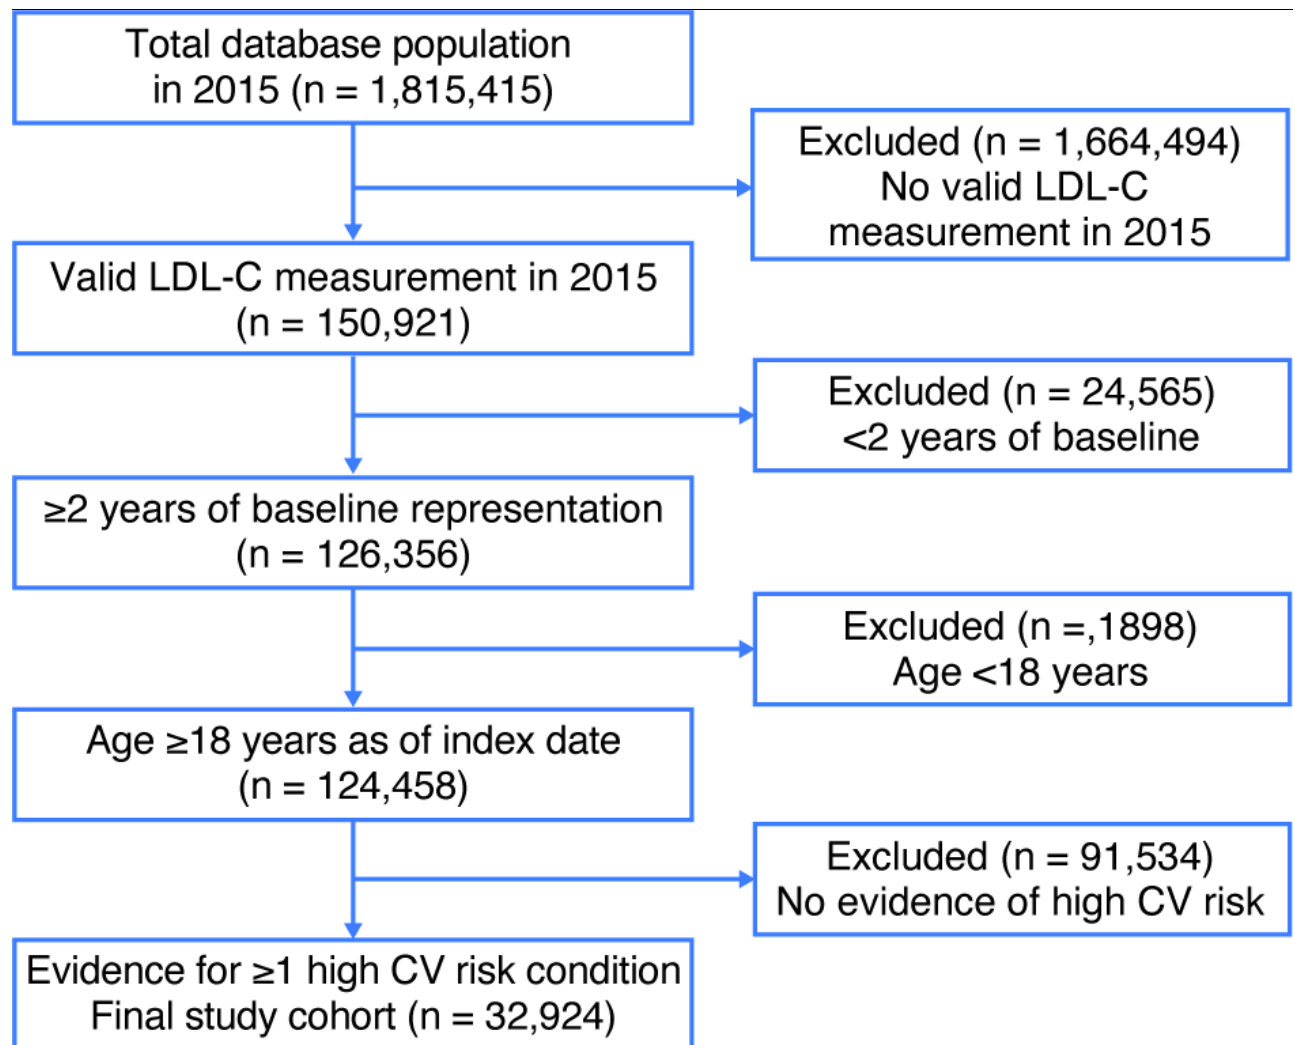 Total database population
in 2015 (n = 1,815,415)
Excluded (n = 1,664,494)
No valid LDL-C
measurement in 2015
Valid LDL-C measurement in 2015
(n = 150,921)
Excluded (n = 24,565)
<2 years of baseline
≥2 years of baseline representation
(n = 126,356)
Excluded (n =,1898)
Age <18 years
Age ≥18 years as of index date
(n = 124,458)
Excluded (n = 91,534)
No evidence of high CV risk
Evidence for ≥1 high CV risk condition
Final study cohort (n = 32,924)